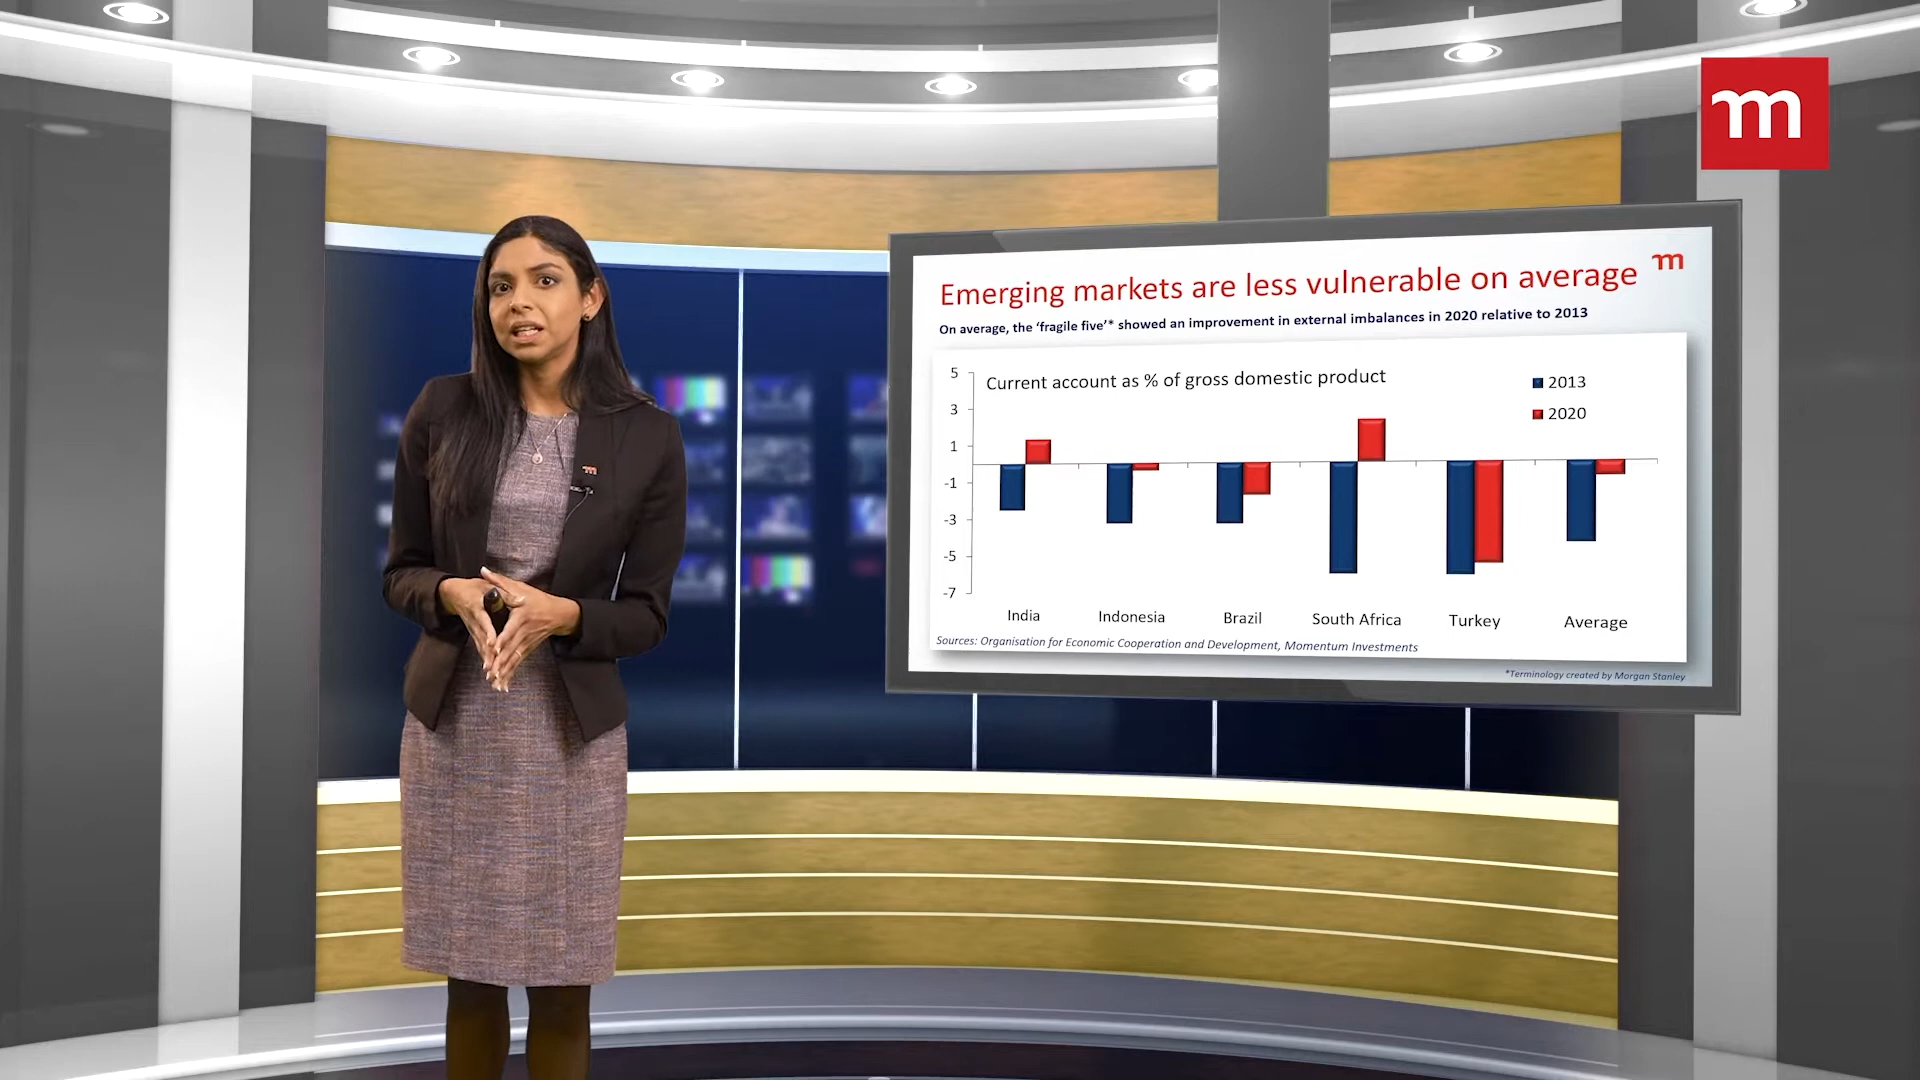 m
Emerging markets are less vulnerable on average
m
On average, the ‘fragile five’* showed an improvement in external imbalances in 2020 relative to 2013
Current account as % of gross domestic product
2013
2020
5
3
1
-1
-3
-5
-7
India
Indonesia
Brazil
South Africa
Turkey
Average
Sources: Organisation for Economic Cooperation and Development, Momentum Investments
*Terminology created by Morgan Stanley